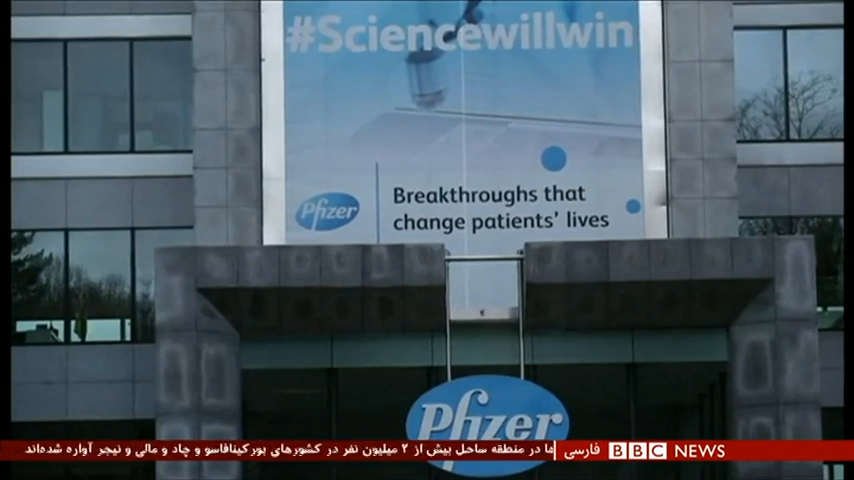 #Sciencewillwin
Pfizer
Breakthroughs that
change patients' lives
Pfizer
ما در منطقه ساحل بیش از ۲ میلیون نفر در کشورهای بورکینافاسو و چاد و مالی و نیجر آواره شده‌اند
فارسی BBC NEWS